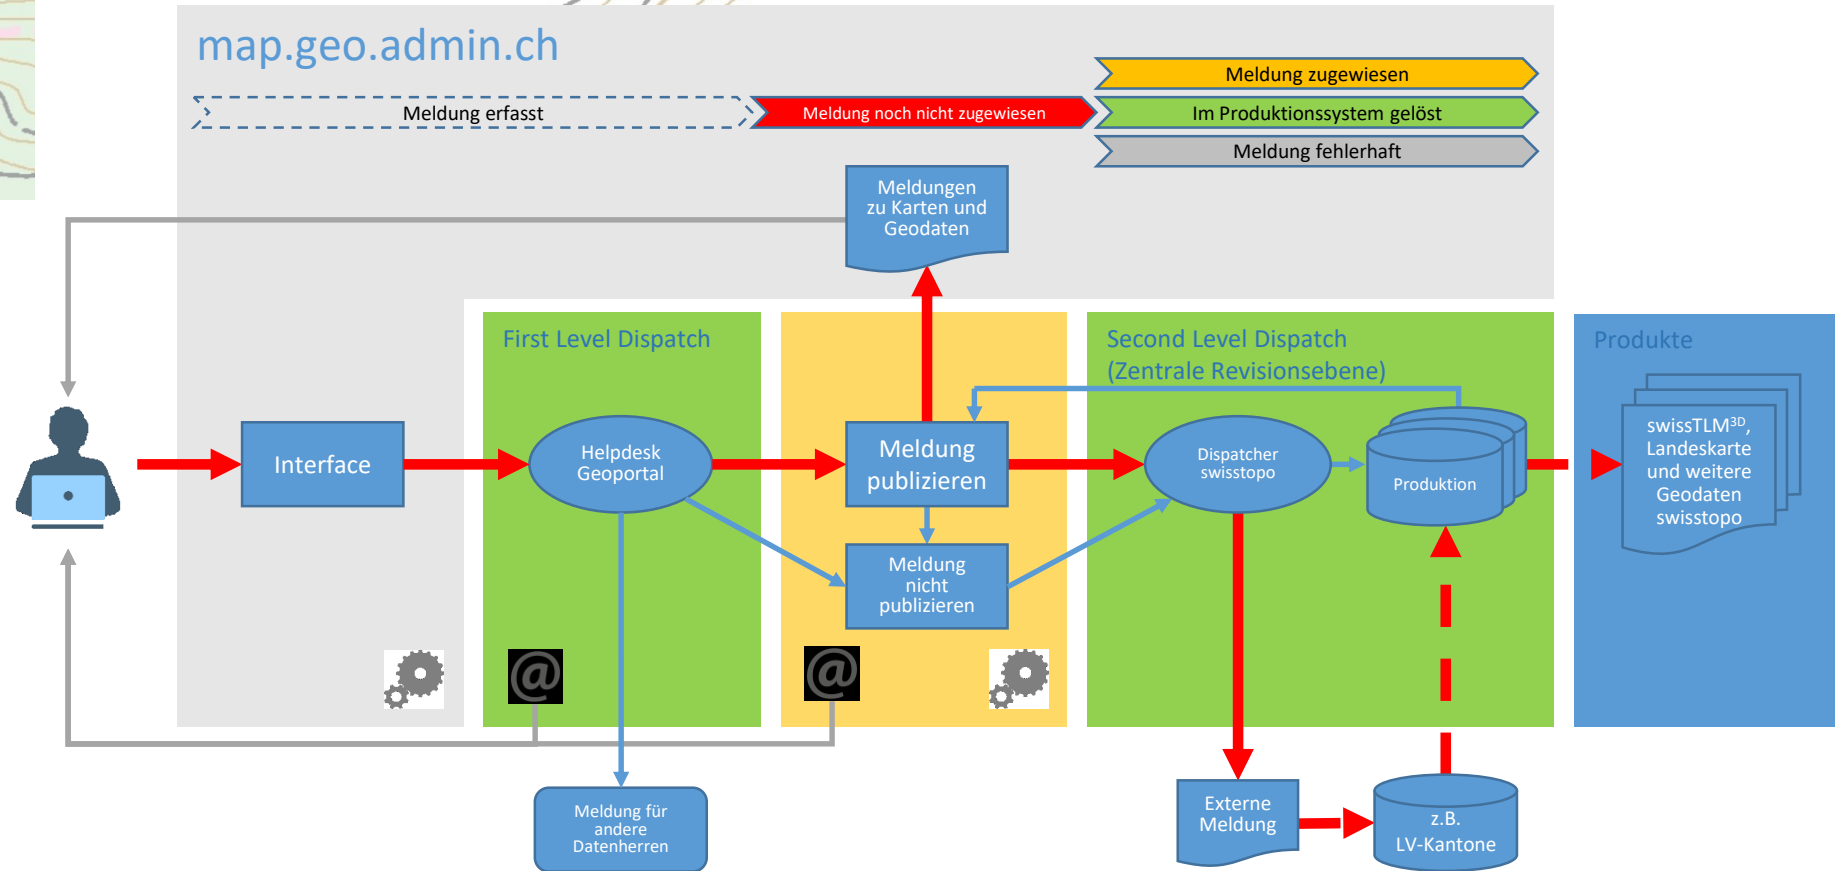 map.geo.admin.ch
Meldung zugewiesen
Meldung erfasst
Meldung noch nicht zugewiesen
Im Produktionssystem gelöst
Meldung fehlerhaft
Meldungen
zu Karten und
Geodaten
First Level Dispatch
Second Level Dispatch
(Zentrale Revisionsebene)
Produkte
Interface
Helpdesk
Geoportal
Meldung
publizieren
Dispatcher
swisstopo
Produktion
swissTLM³ᴰ,
Landeskarte
und weitere
Geodaten
swisstopo
Meldung
nicht
publizieren
@
@
Meldung für
andere
Datenherren
Externe
Meldung
z.B.
LV-Kantone